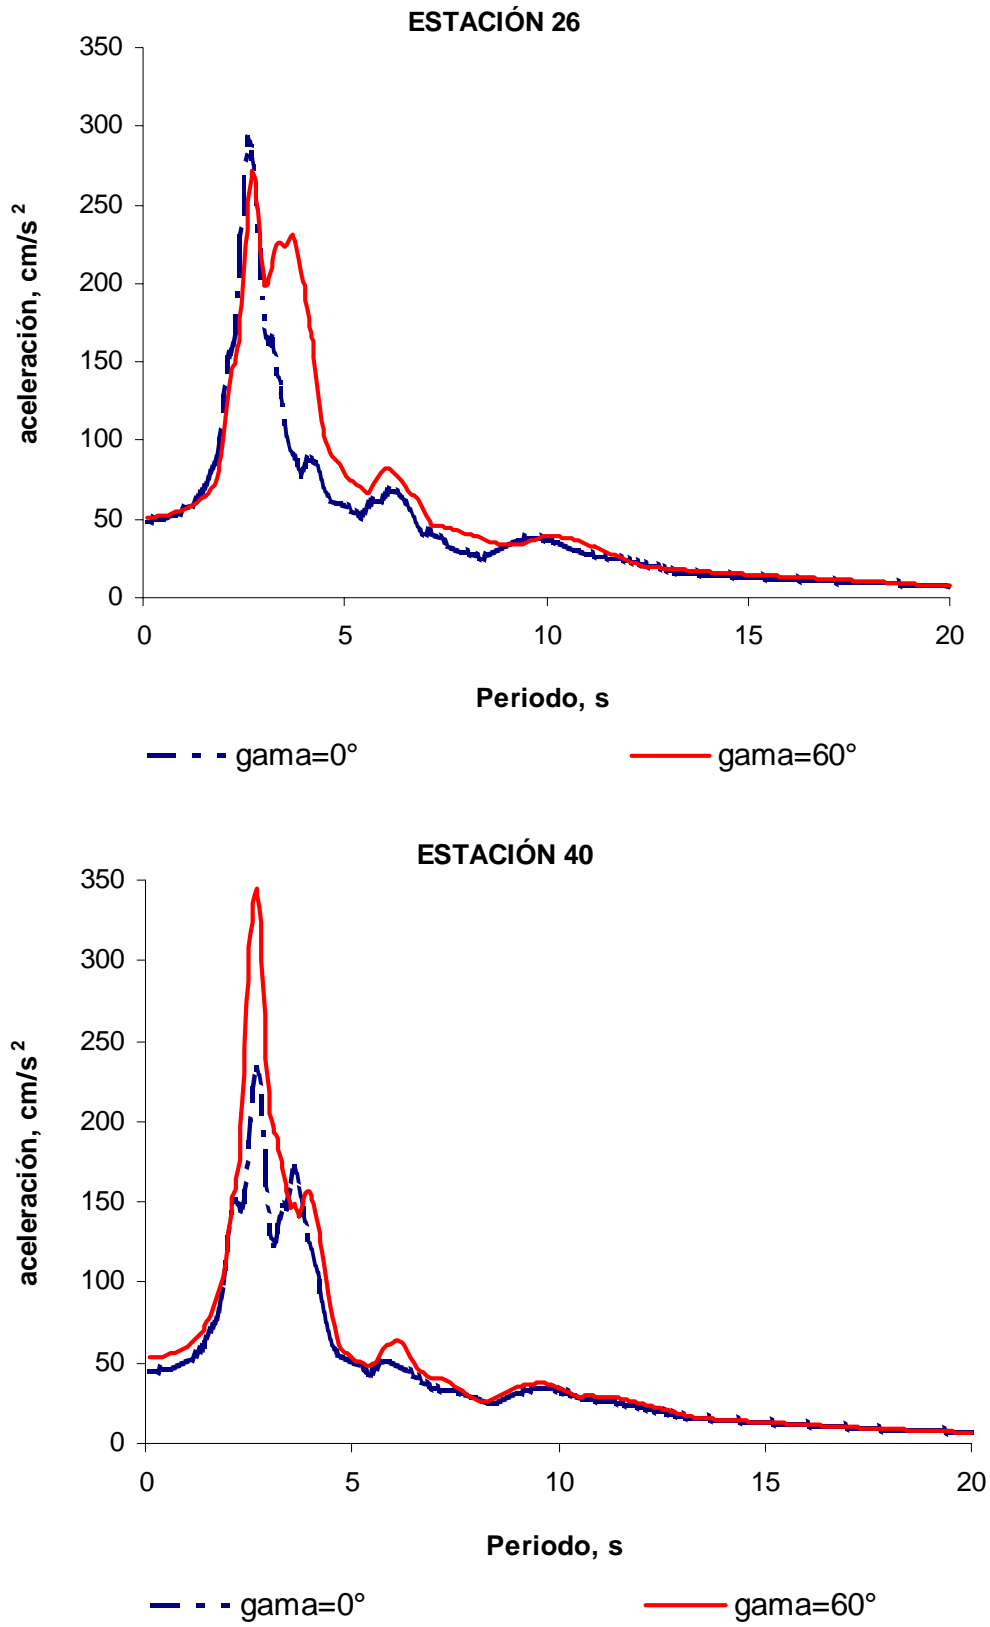 ESTACIÓN 26
350
300
250
200
150
100
50
0
aceleración, cm/s²
0 5 10 15 20
Periodo, s
gama=0° gama=60°
ESTACIÓN 40
350
300
250
200
150
100
50
0
aceleración, cm/s²
0 5 10 15 20
Periodo, s
gama=0° gama=60°